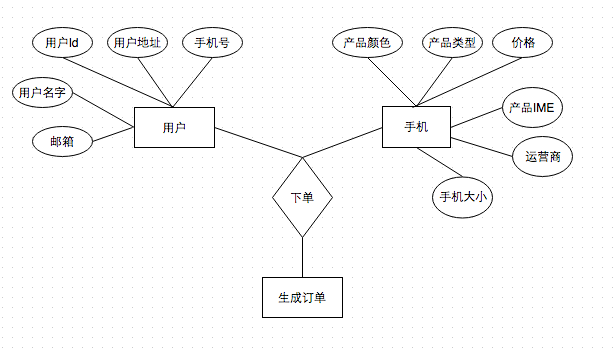 用户Id
用户地址
手机号
产品颜色
产品类型
价格
用户名字
产品IME
用户
手机
邮箱
运营商
下单
手机大小
生成订单